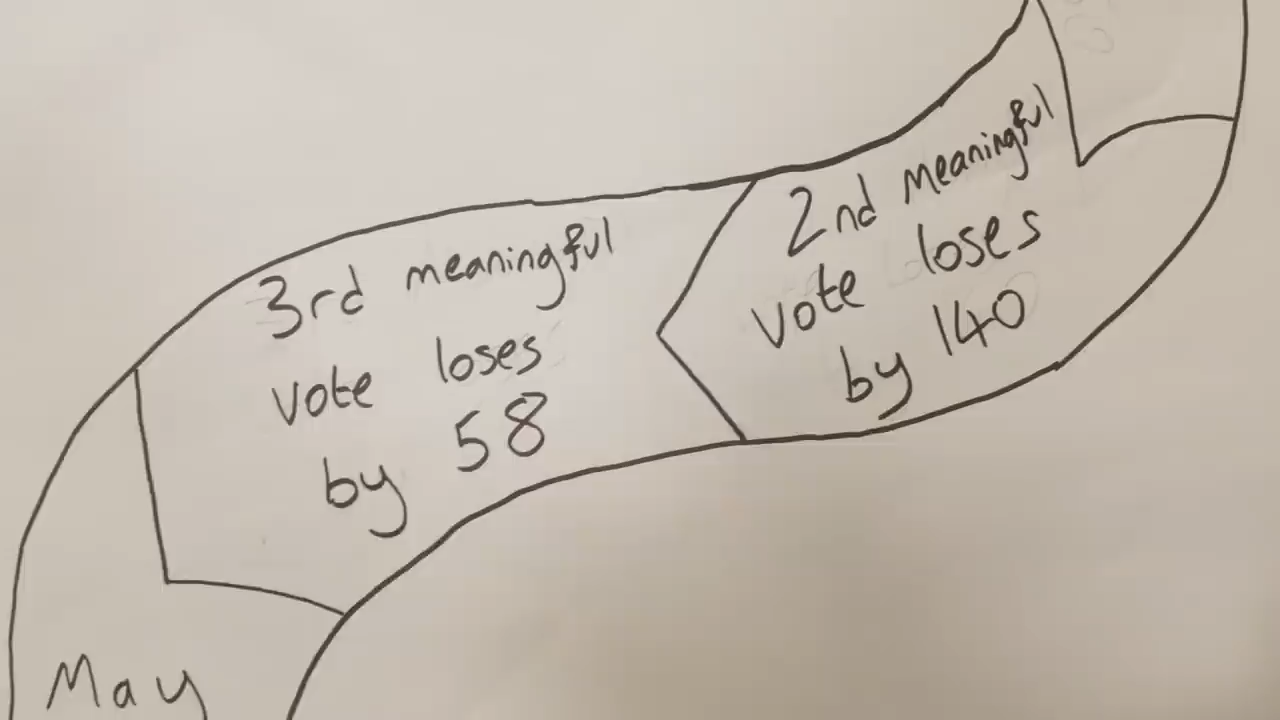 2nd meaningful
vote loses
by 140
3rd meaningful
vote loses
by 58
May